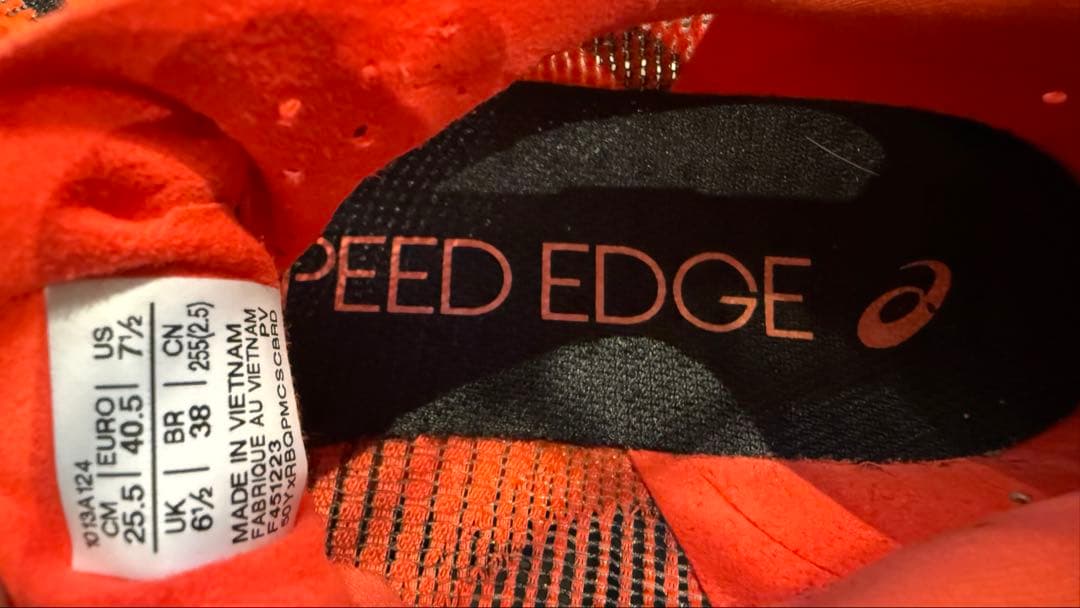 PEED EDGE
1013A124
CM | EURO | US
25.5 | 40.5 | 7½
UK | BR | CN
6½ | 38 | 255(2.5)
MADE IN VIETNAM
FABRIQUE AU VIETNAM
F451223 PV